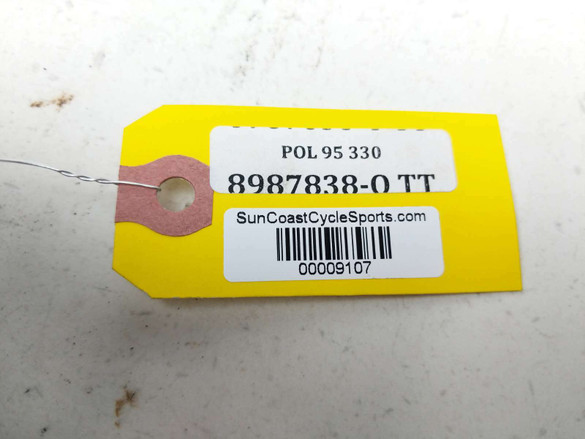 POL 95 330
8987838-O TT
SunCoastCycleSports.com
00009107